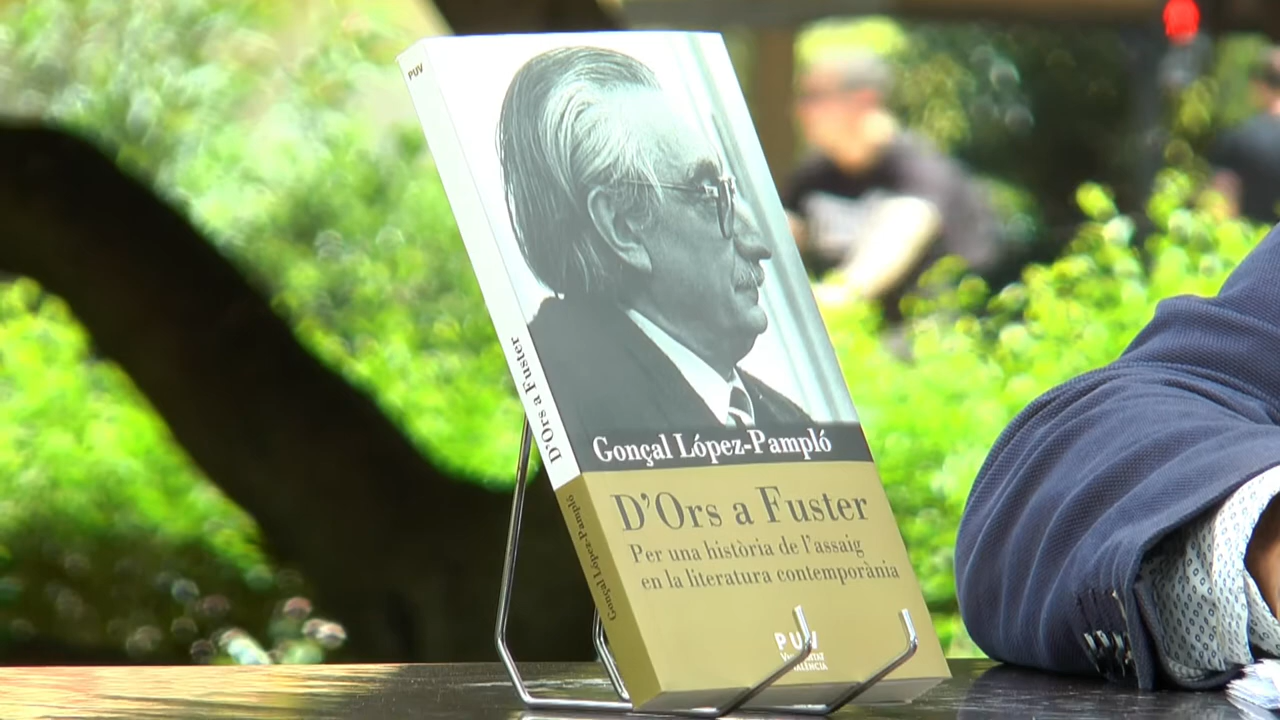 PUV
D'Ors a Fuster
Gonçal López-Pampló
Gonçal López-Pampló
D'Ors a Fuster
Per una història de l'assaig
en la literatura contemporània
PUV